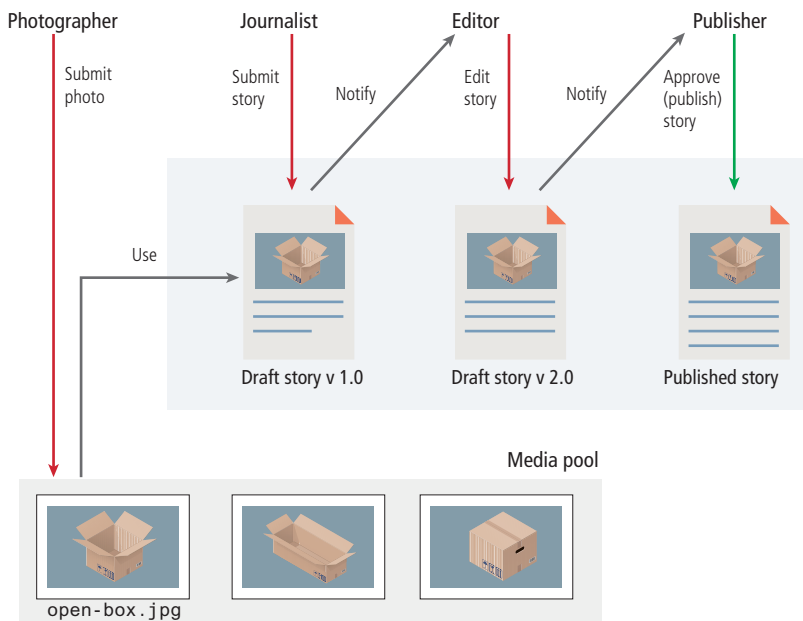 Photographer
Journalist
Editor
Publisher
Submit
photo
Submit
story
Notify
Edit
story
Notify
Approve
(publish)
story
Use
Draft story v 1.0
Draft story v 2.0
Published story
Media pool
open-box.jpg